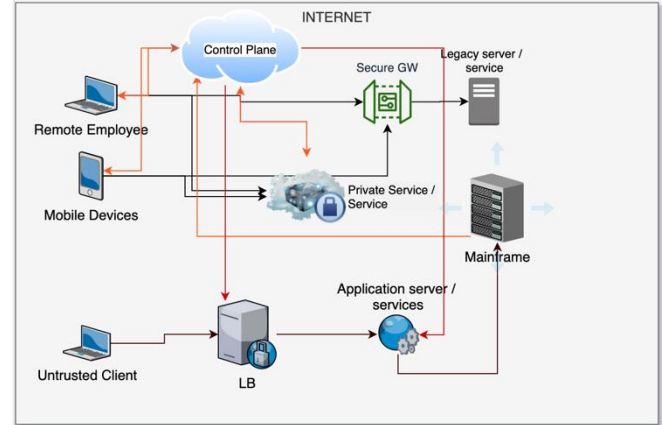 INTERNET
Control Plane
Legacy server /
service
Secure GW
Remote Employee
Mobile Devices
Private Service /
Service
Mainframe
Application server /
services
Untrusted Client
LB